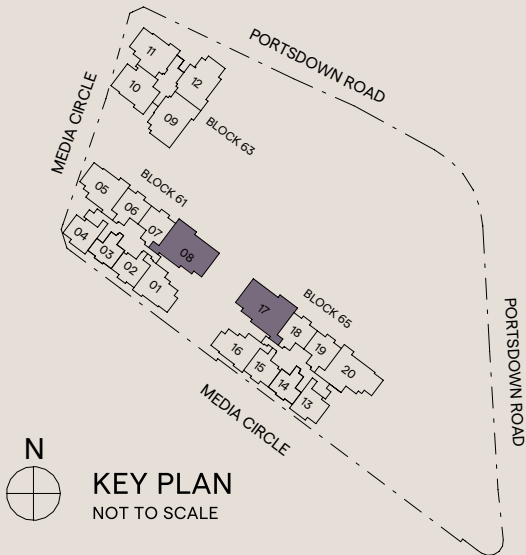 PORTSDOWN ROAD
MEDIA CIRCLE
11
12
10
09
BLOCK 63
BLOCK 61
05
06
07
08
04
03
02
01
17
BLOCK 65
18
19
20
16
15
14
13
PORTSDOWN ROAD
MEDIA CIRCLE
N
KEY PLAN
NOT TO SCALE